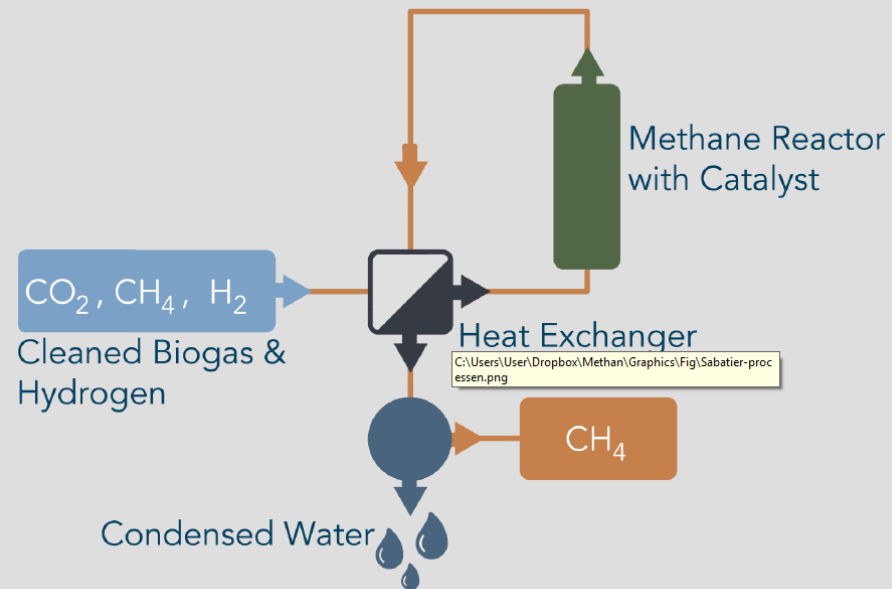 Methane Reactor
with Catalyst
CO₂, CH₄, H₂
Cleaned Biogas &
Hydrogen
Heat Exchanger
C:\Users\User\Dropbox\Methan\Graphics\Fig\Sabatier-proc
essen.png
CH₄
Condensed Water